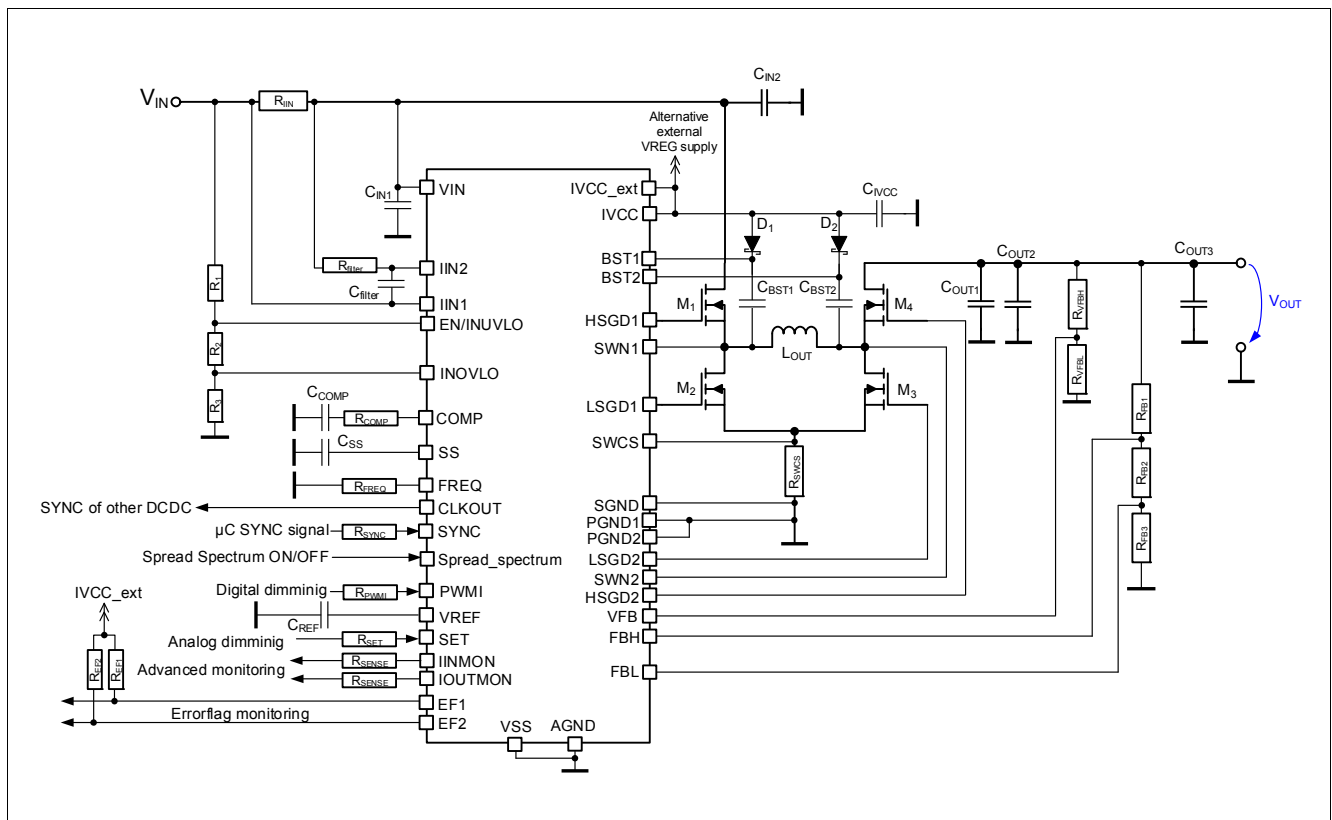 C_IN2
V_IN
R_IIN
Alternative
external
VREG supply
C_IN1
VIN
IVCC_ext
C_IVCC
IVCC
D_1
D_2
BST1
BST2
C_OUT2
C_OUT3
R_filter
IIN2
C_filter
R_1
IIN1
EN/INUVLO
M_1
C_BST1
C_BST2
M_4
C_OUT1
R_VFBH
V_OUT
HSGD1
SWN1
L_OUT
R_2
INOVLO
R_VFBL
M_2
M_3
R_3
C_COMP
R_COMP
COMP
LSGD1
R_FB1
C_SS
SS
SWCS
R_SWCS
R_FB2
R_FREQ
FREQ
SYNC of other DCDC
CLKOUT
SGND
PGND1
PGND2
R_FB3
µC SYNC signal
R_SYNC
SYNC
Spread Spectrum ON/OFF
Spread_spectrum
LSGD2
SWN2
HSGD2
IVCC_ext
Digital dimminig
R_PWMI
PWMI
C_REF
VREF
VFB
Analog dimminig
R_SET
SET
FBH
R_EF2
R_EF1
Advanced monitoring
R_SENSE
IINMON
R_SENSE
IOUTMON
FBL
EF1
Errorflag monitoring
EF2
VSS
AGND